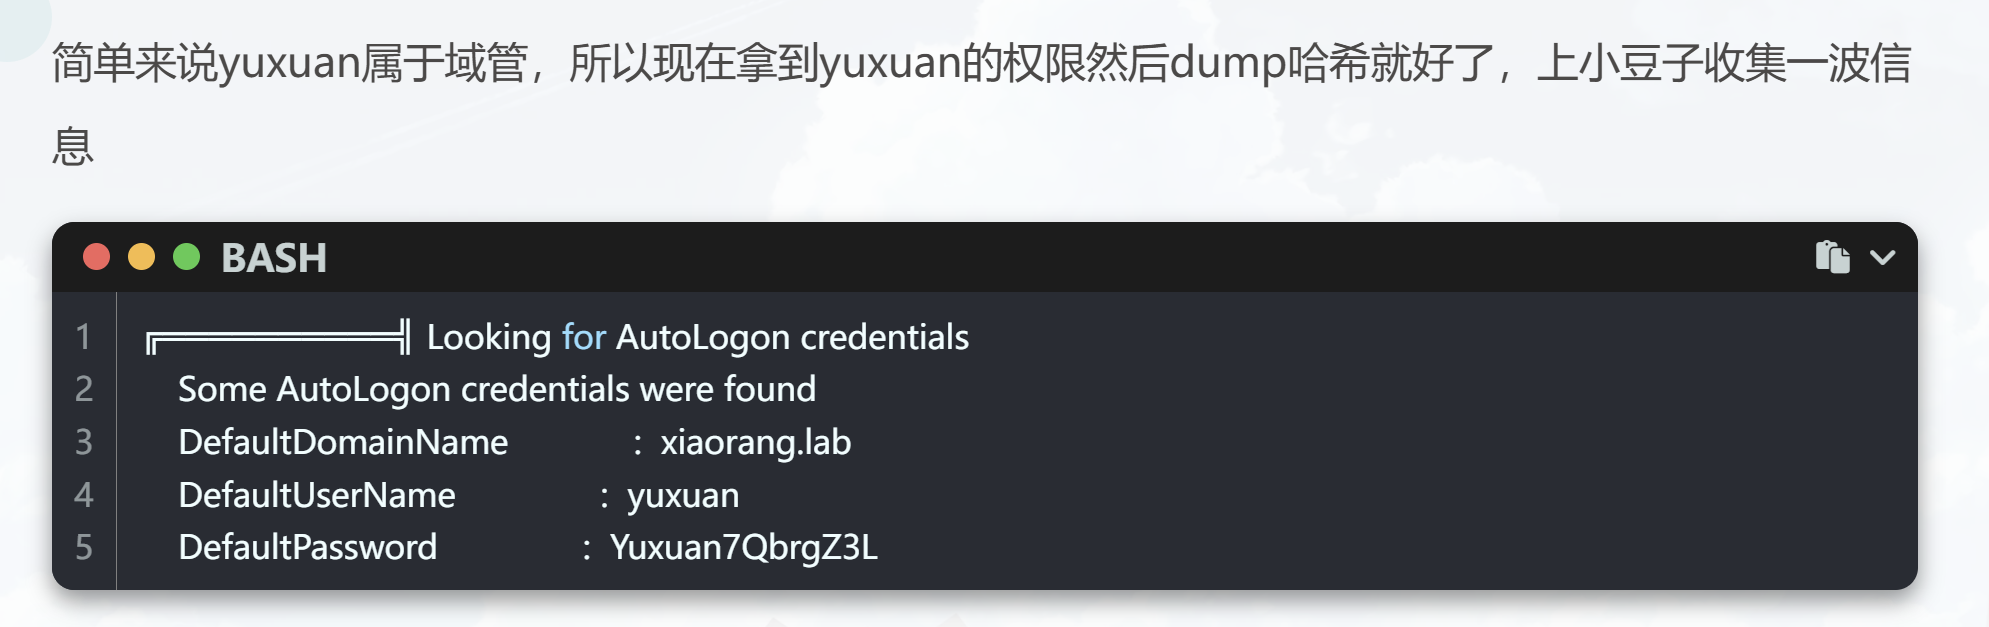 简单来说yuxuan属于域管，所以现在拿到yuxuan的权限然后dump哈希就好了，上小豆子收集一波信
息
BASH
1 ╔══════════╣ Looking for AutoLogon credentials
2 Some AutoLogon credentials were found
3 DefaultDomainName : xiaorang.lab
4 DefaultUserName : yuxuan
5 DefaultPassword : Yuxuan7QbrgZ3L